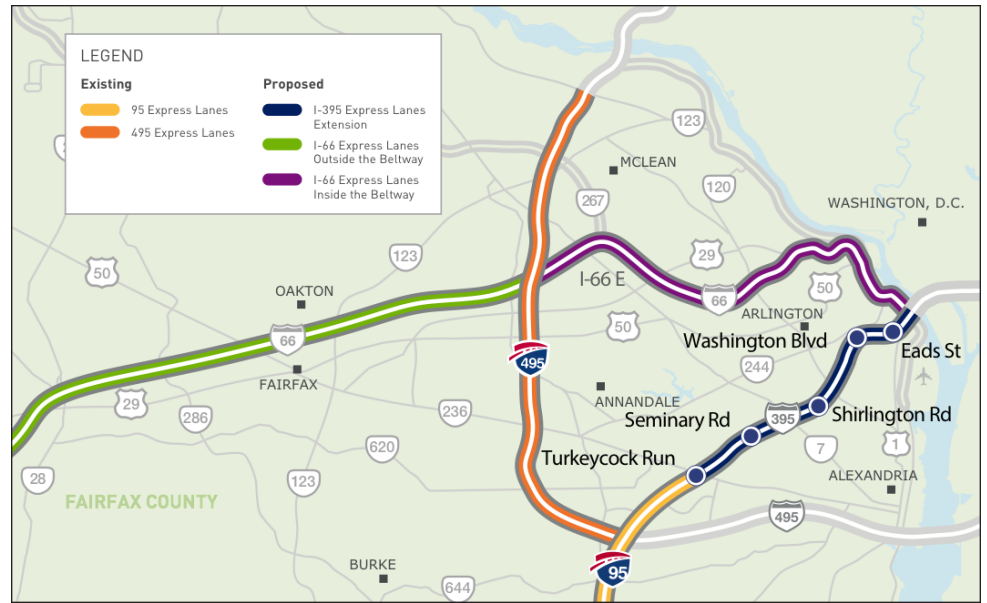 LEGEND
Existing
Proposed
95 Express Lanes
495 Express Lanes
I-395 Express Lanes
Extension
I-66 Express Lanes
Outside the Beltway
I-66 Express Lanes
Inside the Beltway
123
MCLEAN
120
267
WASHINGTON, D.C.
123
29
50
I-66 E
50
OAKTON
66
66
ARLINGTON
50
Washington Blvd
Eads St
495
244
FAIRFAX
29
ANNANDALE
286
236
Seminary Rd
395
Shirlington Rd
620
7
1
Turkeycock Run
28
123
ALEXANDRIA
FAIRFAX COUNTY
495
BURKE
95
644